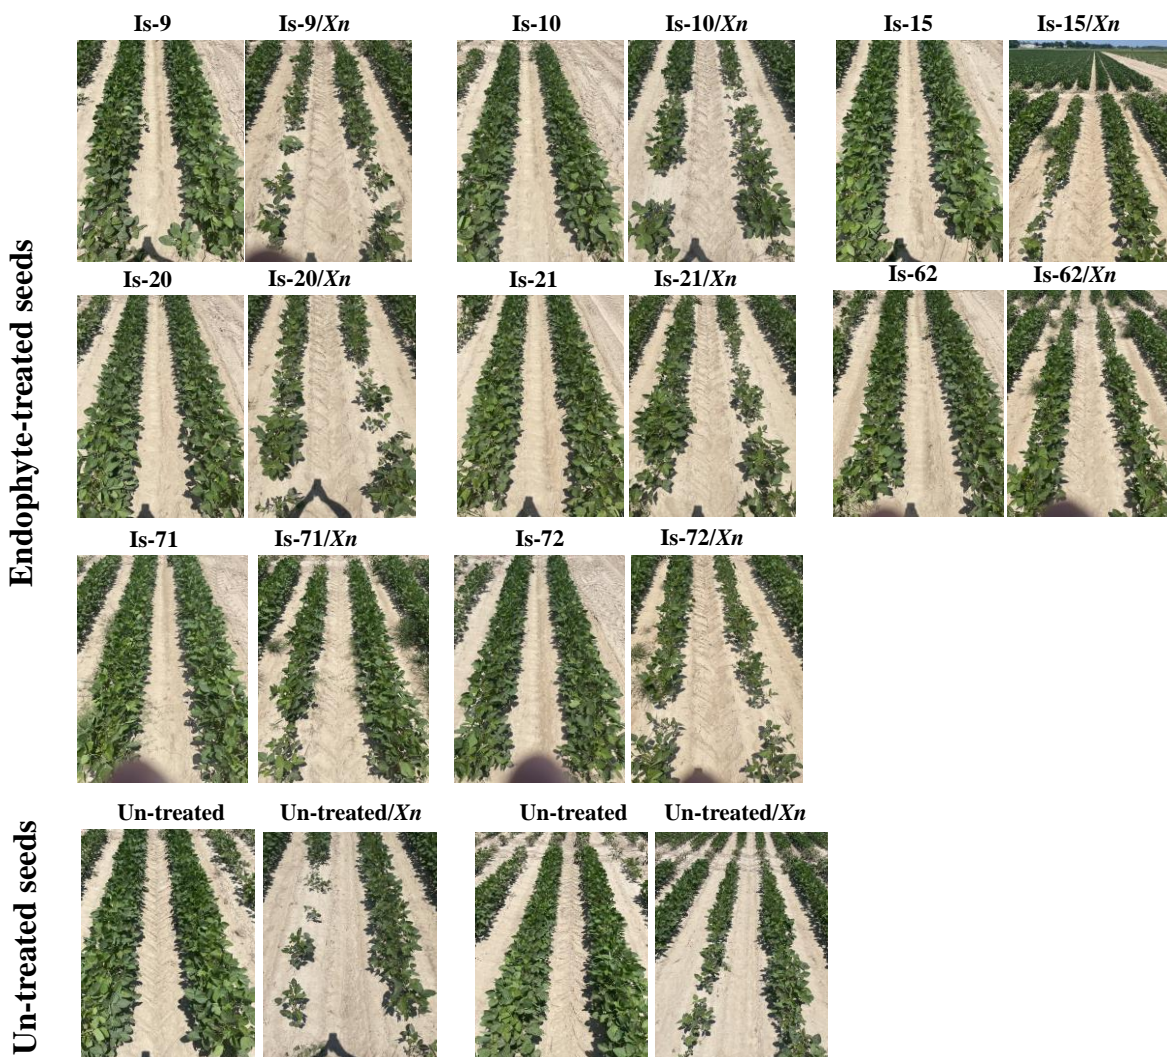 Is-9 Is-9/Xn Is-10 Is-10/Xn Is-15 Is-15/Xn
Endophyte-treated seeds
Is-20 Is-20/Xn Is-21 Is-21/Xn Is-62 Is-62/Xn
Is-71 Is-71/Xn Is-72 Is-72/Xn
Un-treated seeds
Un-treated Un-treated/Xn Un-treated Un-treated/Xn